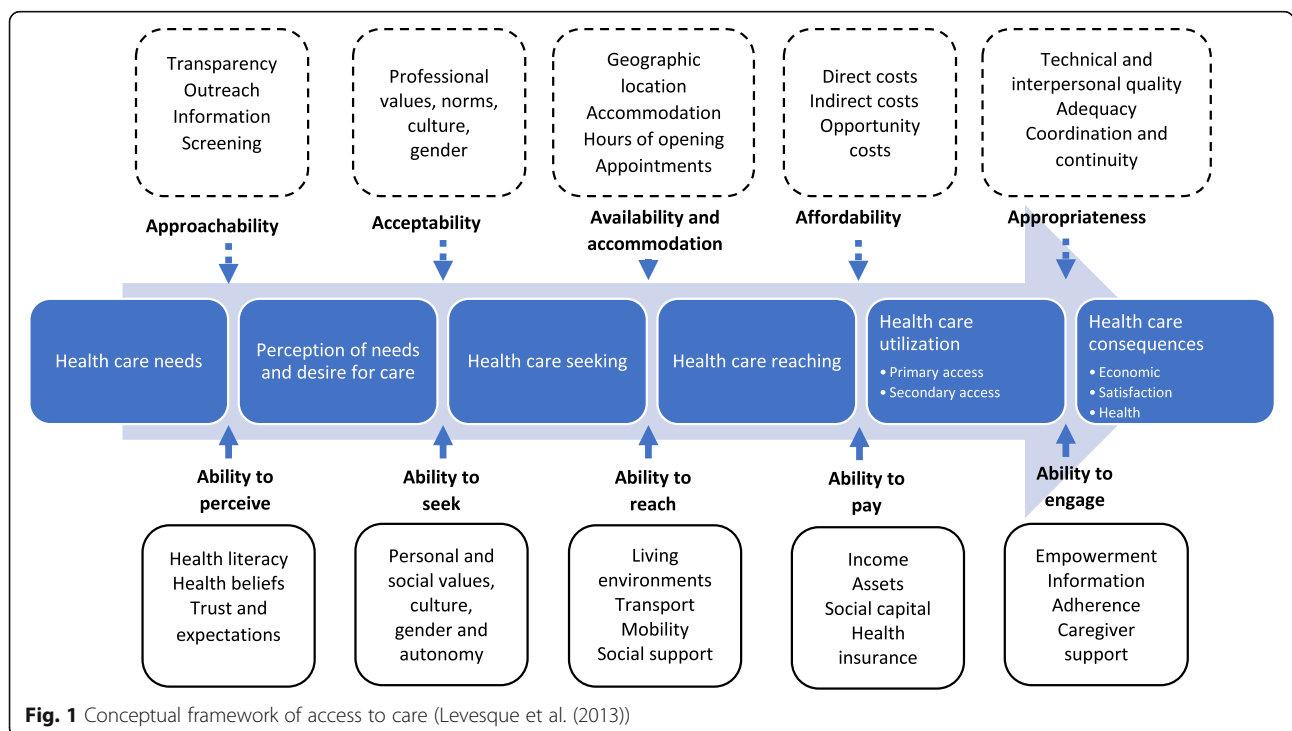 Transparency
Outreach
Information
Screening
Professional
values, norms,
culture,
gender
Geographic
location
Accommodation
Hours of opening
Appointments
Direct costs
Indirect costs
Opportunity
costs
Technical and
interpersonal quality
Adequacy
Coordination and
continuity
Approachability
Acceptability
Availability and
accommodation
Affordability
Appropriateness
Health care needs
Perception of needs
and desire for care
Health care seeking
Health care reaching
Health care
utilization
• Primary access
• Secondary access
Health care
consequences
• Economic
• Satisfaction
• Health
Ability to
perceive
Ability to
seek
Ability to
reach
Ability to
pay
Ability to
engage
Health literacy
Health beliefs
Trust and
expectations
Personal and
social values,
culture,
gender and
autonomy
Living
environments
Transport
Mobility
Social support
Income
Assets
Social capital
Health
insurance
Empowerment
Information
Adherence
Caregiver
support
Fig. 1 Conceptual framework of access to care (Levesque et al. (2013))